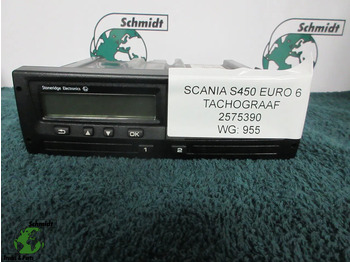 Schmidt
Schmidt
Stoneridge Electronics
SCANIA S450 EURO 6
TACHOGRAAF
2575390
WG: 955
OK
1 2
Schmidt